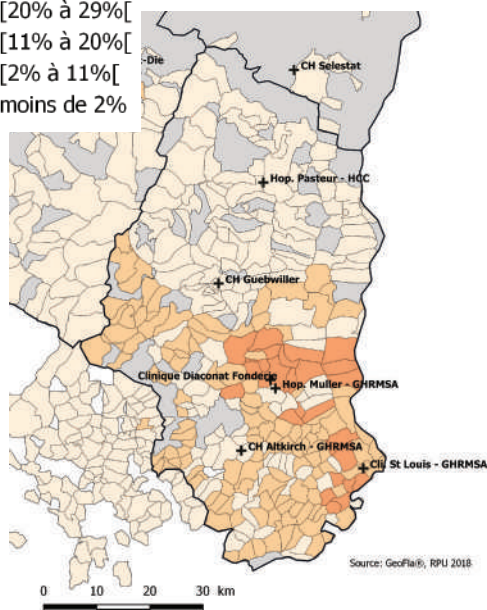 [20% à 29%[
[11% à 20%[
[2% à 11%[
moins de 2%
-Die
CH Selestat
Hop. Pasteur - HCC
CH Guebwiller
Clinique Diaconat Fonderie
Hop. Muller - GHRMSA
CH Altkirch - GHRMSA
Cli. St Louis - GHRMSA
Source: GeoFla®, RPU 2018
0 10 20 30 km